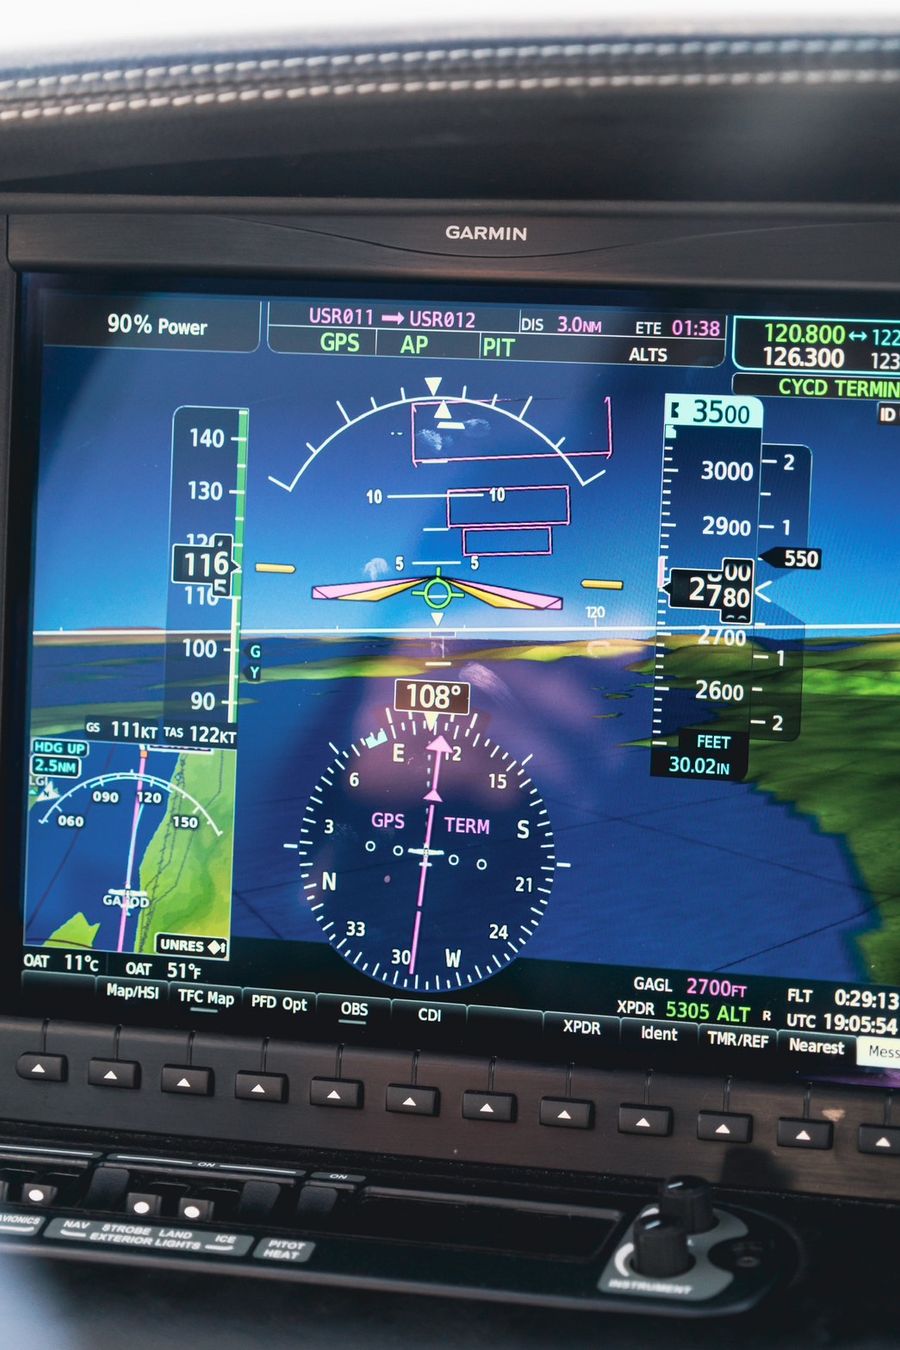 GARMIN
90% Power
USR011 → USR012 DIS 3.0NM ETE 01:38
GPS AP PIT ALTS
120.800 ↔ 122
126.300 123
CYCD TERMIN
ID
3500
140
2
3000
130
10 10
2900 1
550
116
5
5 5
00
2780
110
120
2700
100
G
Y
1
108°
2600
90
2
GS 111KT TAS 122KT
FEET
30.02IN
HDG UP
2.5NM
E 12
6 15
090 120
060 150
3 GPS TERM S
N 21
33 24
30 W
UNRES
OAT 11°C OAT 51°F
GAGL 2700FT FLT 0:29:13
XPDR 5305 ALT R UTC 19:05:54
Map/HSI TFC Map PFD Opt OBS CDI XPDR Ident TMR/REF Nearest Mess
ON ON
AVIONICS NAV STROBE LAND ICE
EXTERIOR LIGHTS
PITOT
HEAT
INSTRUMENT